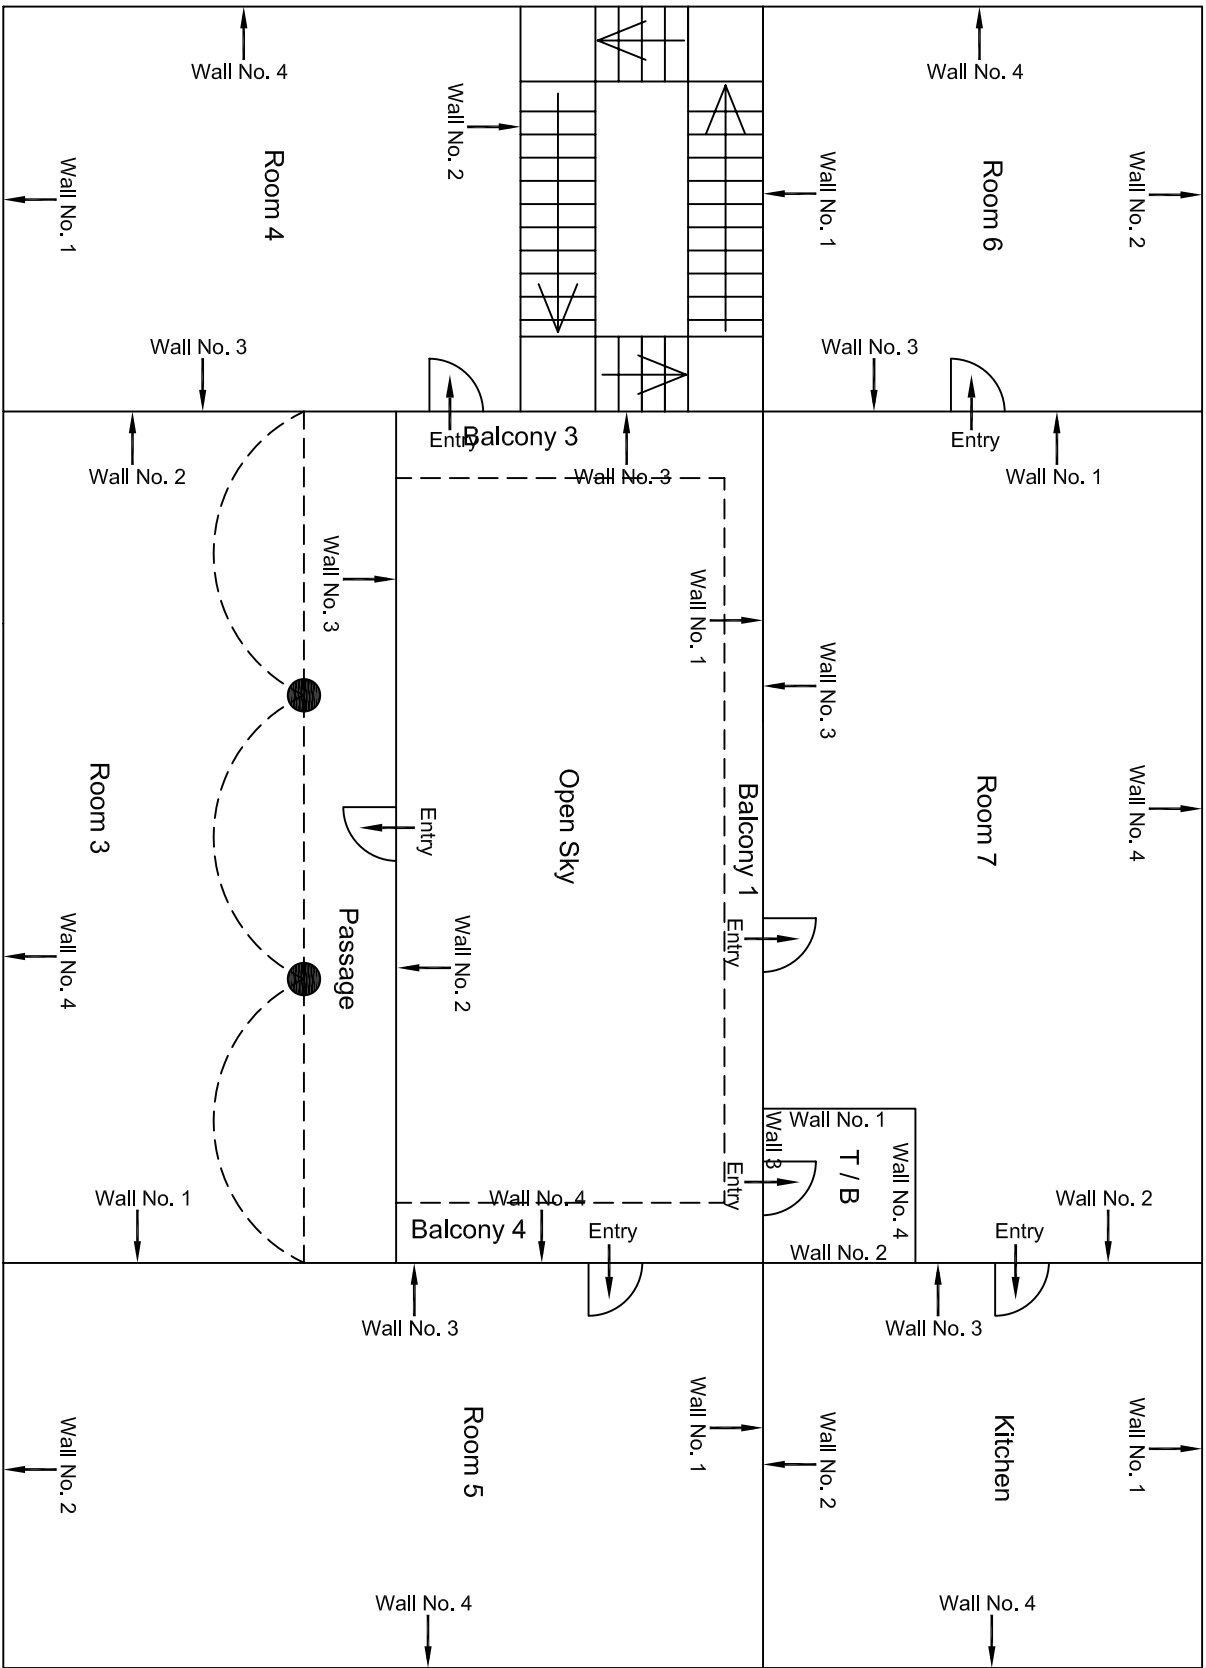 Wall No. 4
Wall No. 4
Wall No. 2
Room 4
Wall No. 1
Wall No. 1
Room 6
Wall No. 2
Wall No. 3
Wall No. 3
Entry
Balcony 3
Entry
Wall No. 2
Wall No. 3
Wall No. 1
Wall No. 3
Wall No. 1
Wall No. 3
Room 3
Open Sky
Balcony 1
Room 7
Wall No. 4
Entry
Passage
Wall No. 4
Wall No. 2
Entry
Wall No. 1
Wall 3
T / B
Wall No. 4
Entry
Wall No. 2
Wall No. 1
Wall No. 4
Wall No. 2
Balcony 4
Entry
Entry
Wall No. 3
Wall No. 3
Wall No. 2
Room 5
Wall No. 1
Wall No. 2
Kitchen
Wall No. 1
Wall No. 4
Wall No. 4